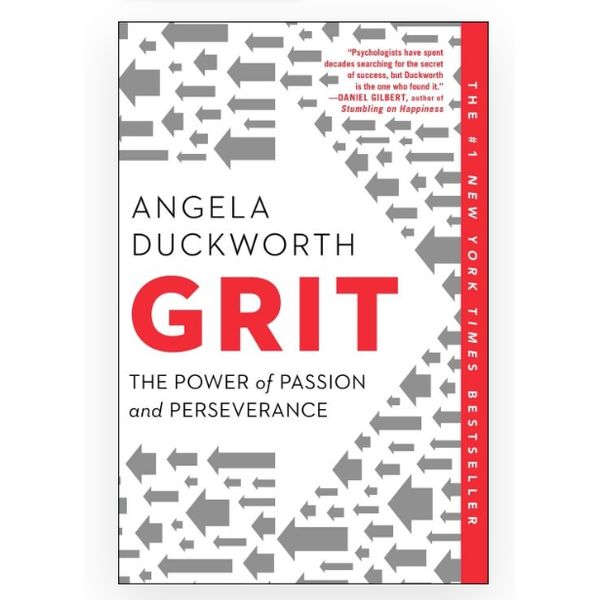 "Psychologists have spent
decades searching for the secret
of success, but Duckworth
is the one who found it."
—DANIEL GILBERT, author of
Stumbling on Happiness
ANGELA
DUCKWORTH
GRIT
THE POWER of PASSION
and PERSEVERANCE
THE #1 NEW YORK TIMES BESTSELLER